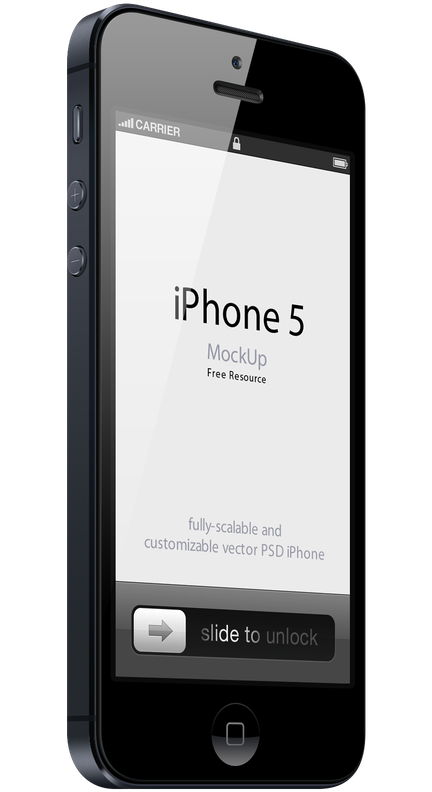 CARRIER
iPhone 5
MockUp
Free Resource
fully-scalable and
customizable vector PSD iPhone
slide to unlock